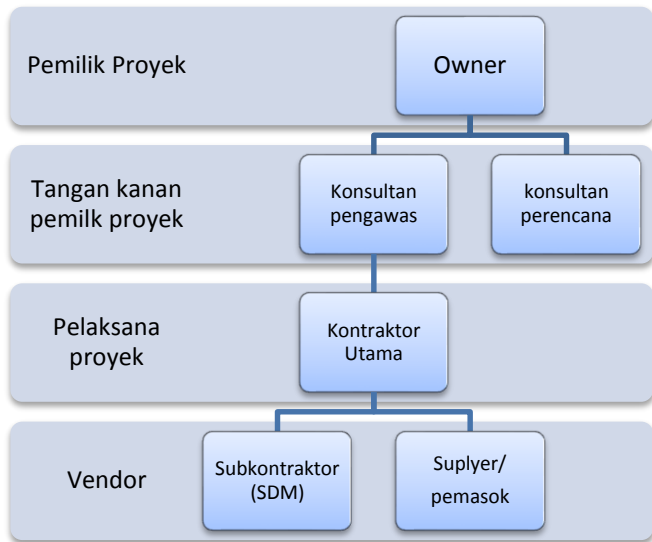 Pemilik Proyek
Owner
Tangan kanan
pemilk proyek
Konsultan
pengawas
konsultan
perencana
Pelaksana
proyek
Kontraktor
Utama
Vendor
Subkontraktor
(SDM)
Suplyer/
pemasok